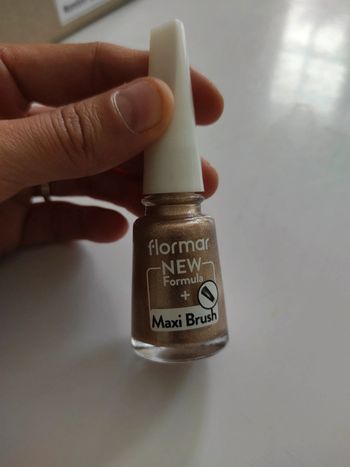 flormar
NEW
Formula
+
Maxi Brush